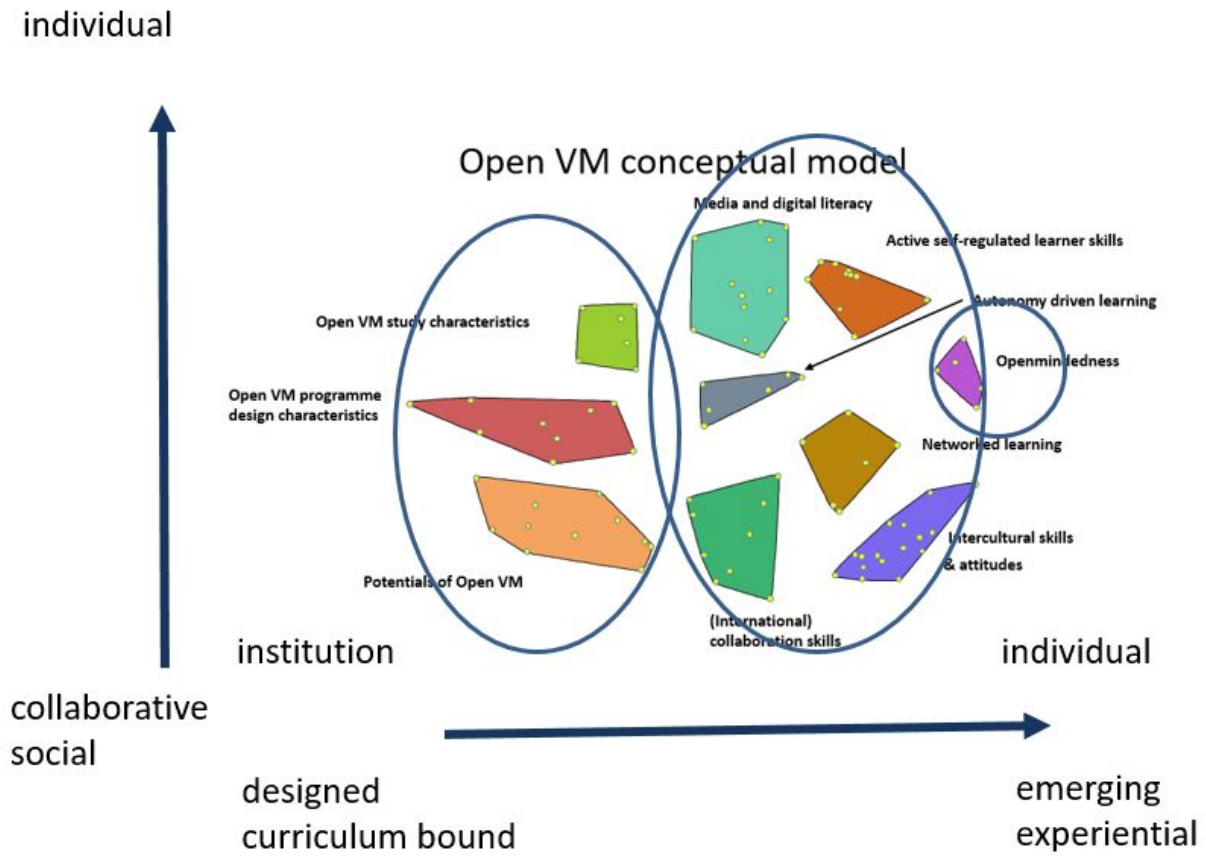 individual
Open VM conceptual model
Media and digital literacy
Active self-regulated learner skills
Autonomy driven learning
Open VM study characteristics
Openmindedness
Open VM programme
design characteristics
Networked learning
Intercultural skills
& attitudes
Potentials of Open VM
(International)
collaboration skills
institution
individual
collaborative
social
designed
curriculum bound
emerging
experiential